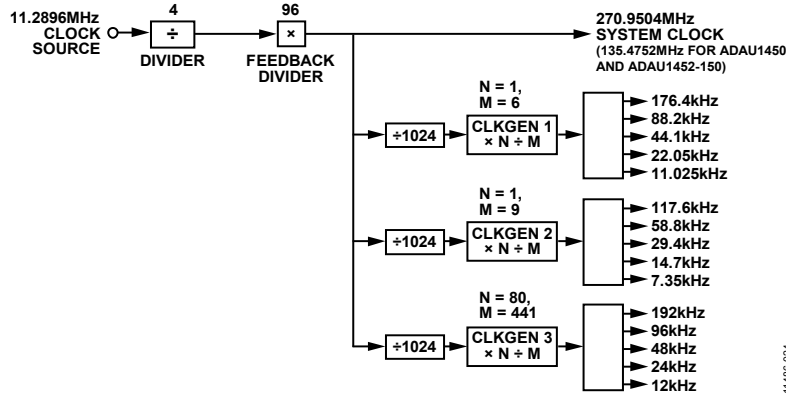 11.2896MHz
CLOCK
SOURCE
4
÷
DIVIDER
96
×
FEEDBACK
DIVIDER
270.9504MHz
SYSTEM CLOCK
(135.4752MHz FOR ADAU1450
AND ADAU1452-150)
N = 1,
M = 6
÷1024
CLKGEN 1
× N ÷ M
176.4kHz
88.2kHz
44.1kHz
22.05kHz
11.025kHz
N = 1,
M = 9
÷1024
CLKGEN 2
× N ÷ M
117.6kHz
58.8kHz
29.4kHz
14.7kHz
7.35kHz
N = 80,
M = 441
÷1024
CLKGEN 3
× N ÷ M
192kHz
96kHz
48kHz
24kHz
12kHz